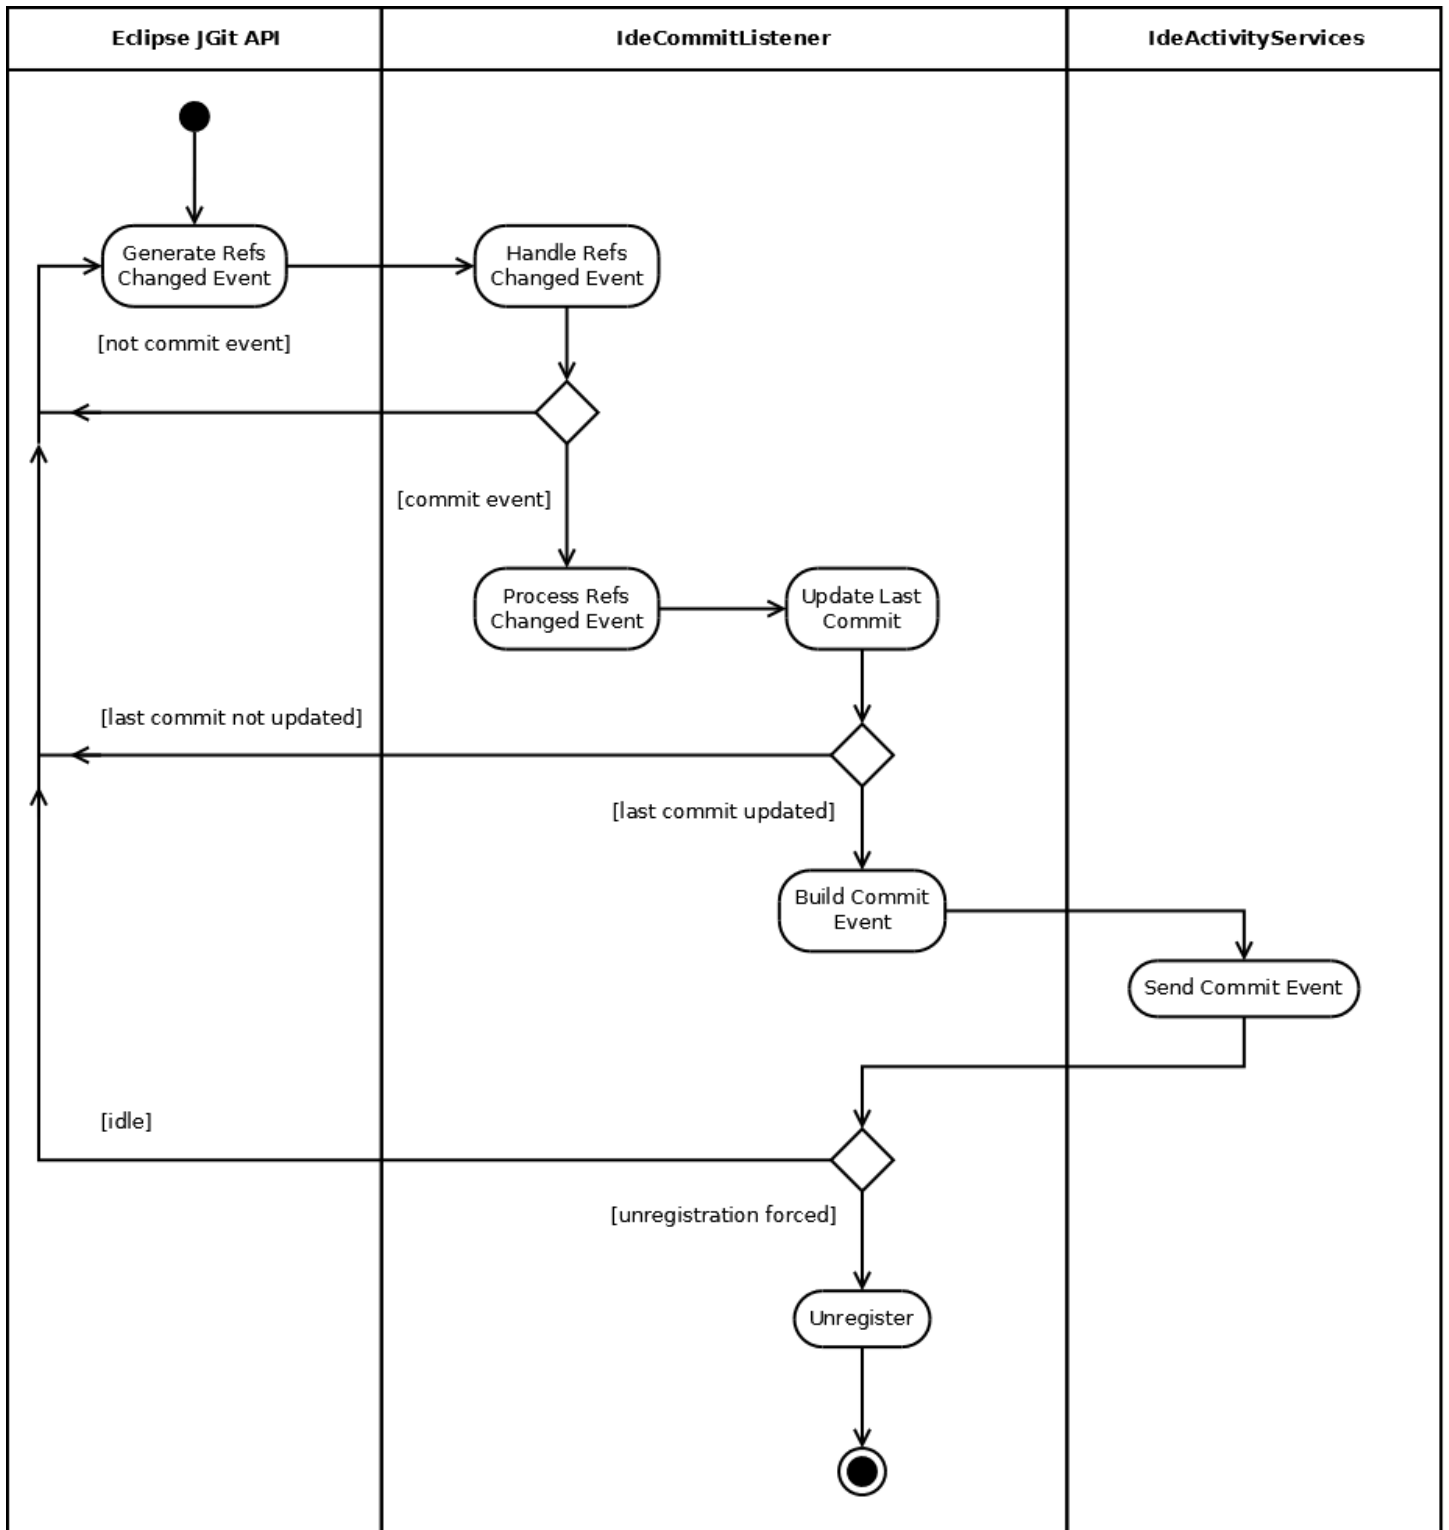 Eclipse JGit API
IdeCommitListener
IdeActivityServices
Generate Refs
Changed Event
Handle Refs
Changed Event
[not commit event]
[commit event]
Process Refs
Changed Event
Update Last
Commit
[last commit not updated]
[last commit updated]
Build Commit
Event
Send Commit Event
[idle]
[unregistration forced]
Unregister